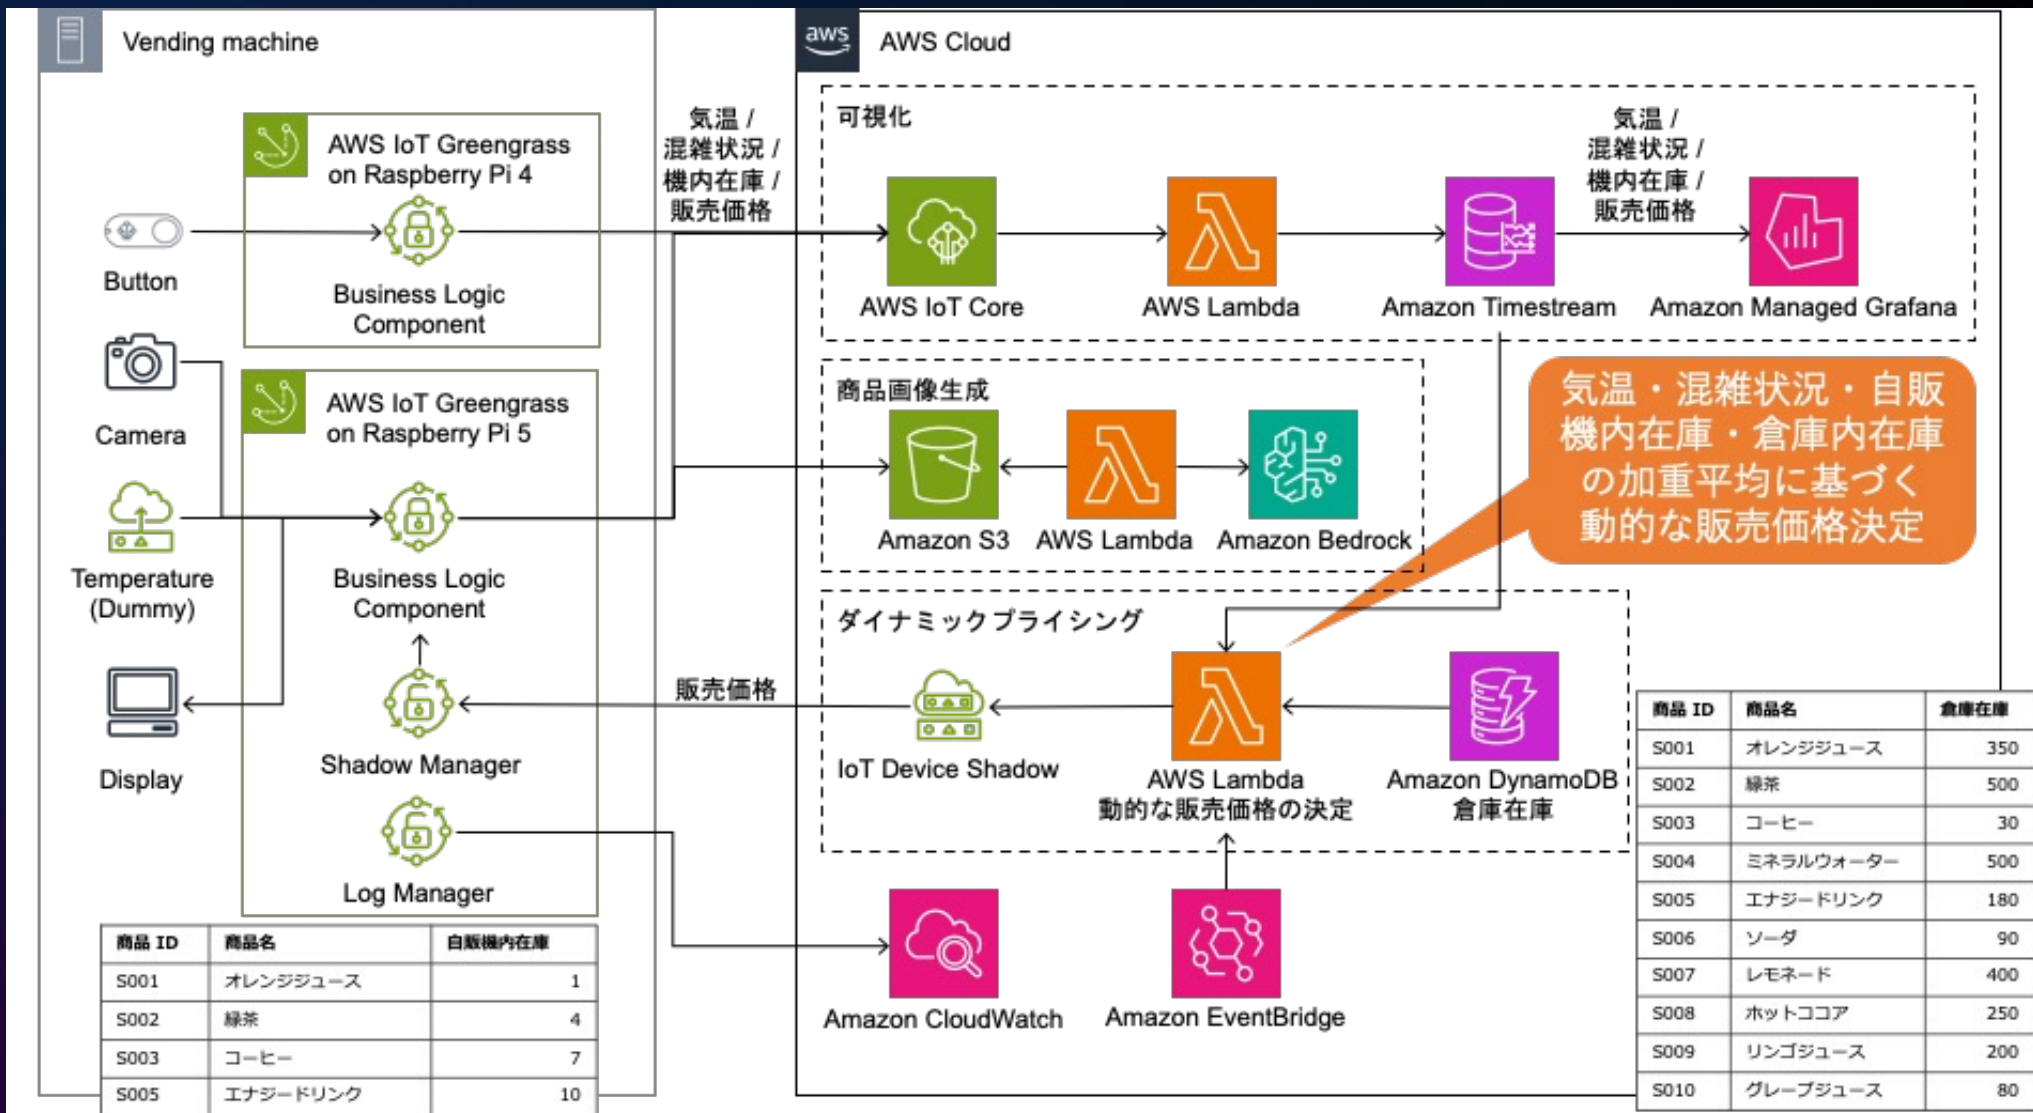 Vending machine
aws
AWS Cloud
AWS IoT Greengrass
on Raspberry Pi 4
Button
Business Logic
Component
Camera
AWS IoT Greengrass
on Raspberry Pi 5
Temperature
(Dummy)
Business Logic
Component
Display
Shadow Manager
Log Manager
商品 ID 商品名 自販機内在庫
S001 オレンジジュース 1
S002 緑茶 4
S003 コーヒー 7
S005 エナジードリンク 10
気温 /
混雑状況 /
機内在庫 /
販売価格
販売価格
可視化
AWS IoT Core
AWS Lambda
Amazon Timestream
気温 /
混雑状況 /
機内在庫 /
販売価格
Amazon Managed Grafana
商品画像生成
Amazon S3
AWS Lambda
Amazon Bedrock
気温・混雑状況・自販
機内在庫・倉庫内在庫
の加重平均に基づく
動的な販売価格決定
ダイナミックプライシング
IoT Device Shadow
AWS Lambda
動的な販売価格の決定
Amazon DynamoDB
倉庫在庫
Amazon CloudWatch
Amazon EventBridge
商品 ID 商品名 倉庫在庫
S001 オレンジジュース 350
S002 緑茶 500
S003 コーヒー 30
S004 ミネラルウォーター 500
S005 エナジードリンク 180
S006 ソーダ 90
S007 レモネード 400
S008 ホットココア 250
S009 リンゴジュース 200
S010 グレープジュース 80